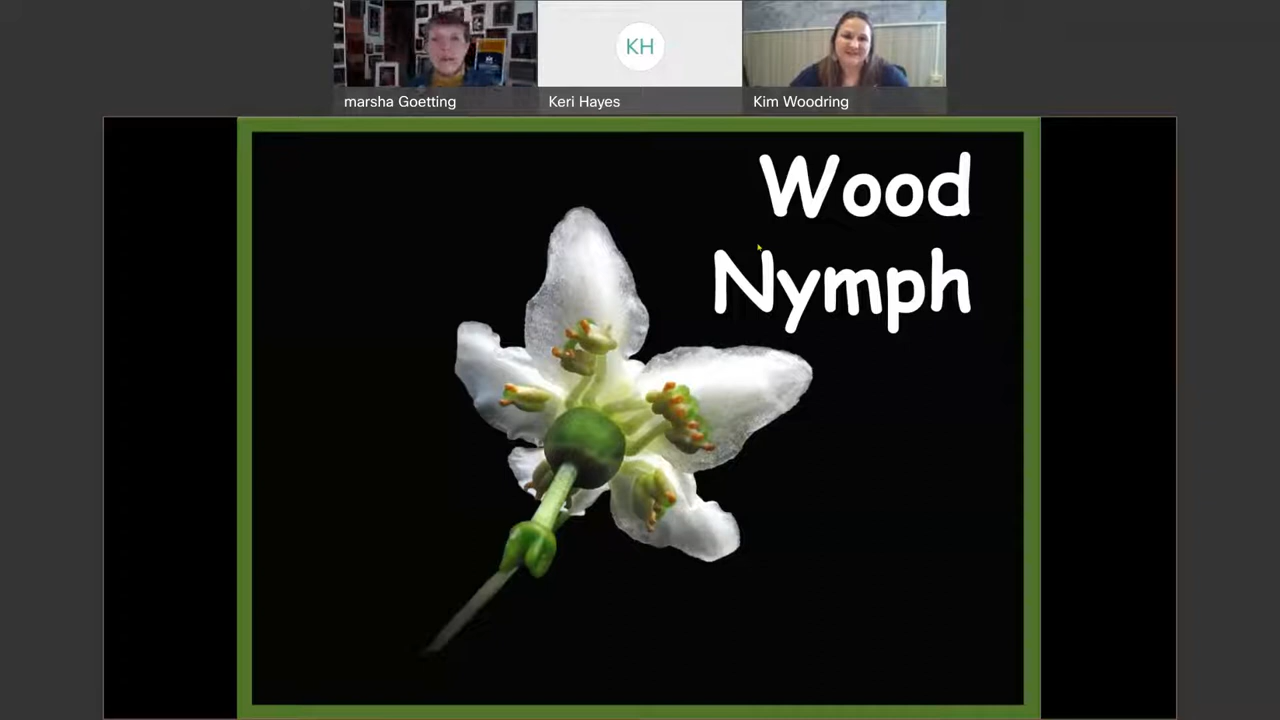 KH
marsha Goetting
Keri Hayes
Kim Woodring
Wood
Nymph